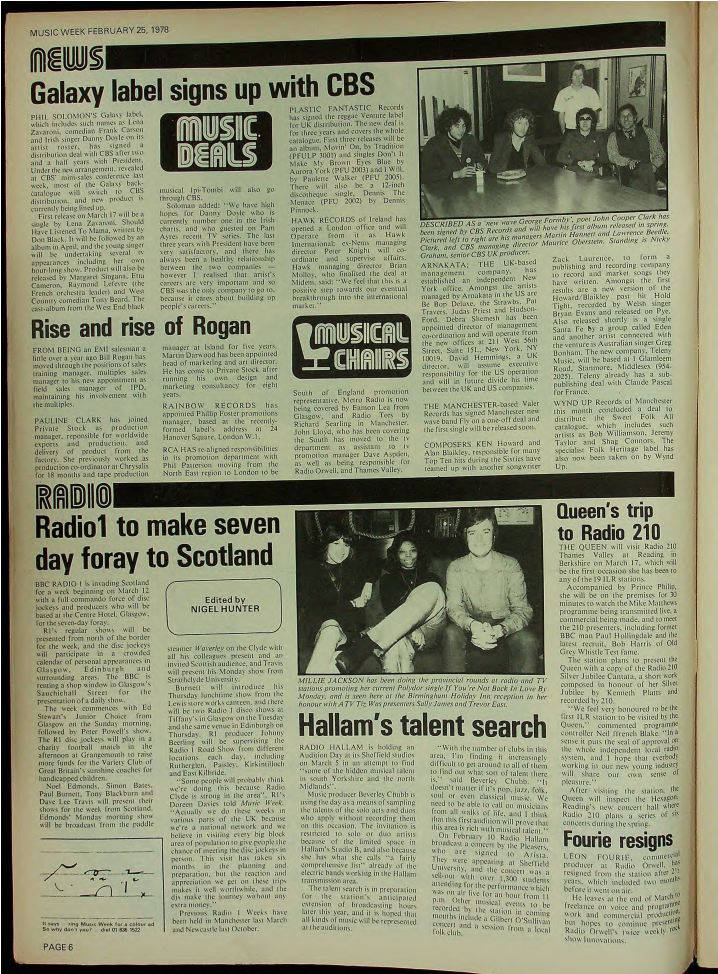 MUSIC WEEK FEBRUARY 25, 1978
NEWS
Galaxy label signs up with CBS
PHIL SOLOMON'S Galaxy label,
which includes such names as Lena
Zavaroni, comedian Frank Carson
and Irish singer Danny Doyle on its
artist roster, has signed a
distribution deal with CBS after two
and a half years with President.
Under the new arrangement, revealed
at CBS' mini-sales conference last
week, most of the Galaxy back-
catalogue will switch to CBS
distribution, and new product is
currently being lined up.
First release on March 17 will be a
single by Lena Zavaroni, Should
Have Listened To Mama, written by
Don Black. It will be followed by an
album in April, and the young singer
will be undertaking several tv
appearances including her own
hour-long show. Product will also be
released by Margaret Singana, Etta
Cameron, Raymond Lefevre (the
French orchestra leader) and West
Country comedian Tony Beard. The
cast-album from the West End black
MUSIC
DEALS
musical Ipi-Tombi will also go
through CBS.
Soloman added: "We have high
hopes for Danny Doyle who is
currently number one in the Irish
charts, and who guested on Pam
Ayres recent TV series. The last
three years with President have been
very satisfactory, and there has
always been a healthy relationship
between the two companies —
however I realised that artist's
careers are very important and so
CBS was the only company to go to,
because it cares about building up
people's careers."
PLASTIC FANTASTIC Records
has signed the reggae Venture label
for UK distribution. The new deal is
for three years and covers the whole
catalogue. First three releases will be
an album, Movin' On, by Tradition
(PFULP 3001) and singles Don't It
Make My Brown Eyes Blue by
Aurora York (PFU 2003) and I Will,
by Paulette Walker (PFU 2005).
There will also be a 12-inch
discotheque single, Dennis The
Menace (PFU 2002) by Dennis
Pinnock.
HAWK RECORDS of Ireland has
opened a London office and will
Operate from it as Hawk
International; ex-Nems managing
director Peter Knight will co-
ordinate and supervise affairs.
Hawk managing director Brian
Molloy, who finalised the deal at
Midem, said: "We feel that this is a
positive step towards our eventual
breakthrough into the international
market."
DESCRIBED AS a 'new wave George Formby', poet John Cooper Clark has
been signed by CBS Records and will have his first album released in spring.
Pictured left to right are his managers Martin Hannett and Lawrence Beedle,
Clark, and CBS managing director Maurice Oberstein. Standing is Nicky
Graham, senior CBS UK producer.
Rise and rise of Rogan
FROM BEING an EMI salesman a
little over a year ago Bill Rogan has
moved through the positions of sales
training manager, multiples sales
manager to his new appointment as
field sales manager of IPD,
maintaining his involvement with
the multiples.
PAULINE CLARK has joined
Private Stock as production
manager, reponsible for worldwide
exports and production, and
delivery of product from the
factory. She previously worked as
production co-ordinator at Chrysalis
for 18 months and tape production
manager at Island for five years.
Martin Dawood has been appointed
head of marketing and art director.
He has come to Private Stock after
running his own design and
marketing consultancy for eight
years.
RAINBOW RECORDS has
appointed Phillip Foster promotions
manager, based at the recently-
formed label's address at 24
Hanover Square, London W.1.
RCA HAS re-aligned responsibilities
in its promotion department with
Phil Patterson moving from the
North East region to London to be
MUSICAL
CHAIRS
South of England promotion
representative. Metro Radio is now
being covered by Eamon Lea from
Glasgow, and Radio Tees by
Richard Searling in Manchester.
John Lloyd, who has been covering
the South has moved to the tv
department as assistant to tv
promotion manager Dave Aspden,
as well as being responsible for
Radio Orwell, and Thames Valley.
ARNAKATA, THE UK-based
management company, has
established an independent New
York office. Amongst the artists
managed by Arnakata in the US are
Be Bop Deluxe, the Strawbs, Pat
Travers, Judas Priest and Hudson-
Ford. Debra Shemesh has been
appointed director of management
co-ordination and will operate from
the new offices at 211 West 56th
Street, Suite 15L, New York, NY
10019. David Hemmings, a UK
director, will assume executive
responsibility for the US operation
and will in future divide his time
between the UK and US companies.
THE MANCHESTER-based Valer
Records has signed Manchester new
wave band Fly on a one-off deal and
the first single will be released soon.
COMPOSERS KEN Howard and
Alan Blaikley, responsible for many
Top Ten hits during the Sixties have
teamed up with another songwriter
Zack Laurence, to form a
publishing and recording company
to record and market songs they
have written. Amongst the first
results are a new version of the
Howard/Blaikley past hit Hold
Tight, recorded by Welsh singer
Bryan Evans and released on Pye.
Also released shortly is a single
Santa Fe by a group called Eden
and another artist connected with
the venture is Australian singer Greg
Bonham. The new company, Teleny
Music, will be based at 1 Glamleen
Road, Stanmore, Middlesex (954-
2025). Teleny already has a sub-
publishing deal with Claude Pascal
for France.
WYND UP Records of Manchester
this month concluded a deal to
distribute the Sweet Folk All
catalogue, which includes such
artists as Bob Williamson, Jeremy
Taylor and Shag Connors. The
specialist Folk Heritage label has
also now been taken on by Wynd
Up.
RADIO
Radio1 to make seven
day foray to Scotland
BBC RADIO 1 is invading Scotland
for a week beginning on March 12
with a full commando force of disc
jockeys and producers who will be
based at the Centre Hotel, Glasgow,
for the seven-day foray.
R1's regular shows will be
presented from north of the border
for the week, and the disc jockeys
will participate in a crowded
calendar of personal appearances in
Glasgow, Edinburgh and
surrounding areas. The BBC is
renting a shop window in Glasgow's
Sauchiehall Street for the
presentation of a daily show.
The week commences with Ed
Stewart's Junior Choice from
Glasgow on the Sunday morning,
followed by Peter Powell's show.
The R1 disc jockeys will play in a
charity football match in the
afternoon at Grangemouth to raise
more funds for the Variety Club of
Great Britain's sunshine coaches for
handicapped children.
Noel Edmonds, Simon Bates,
Paul Burnett, Tony Blackburn and
Dave Lee Travis will present their
shows for the week from Scotland.
Edmonds' Monday morning show
will be broadcast from the paddle
Edited by
NIGEL HUNTER
steamer Waverley on the Clyde with
all his colleagues present and an
invited Scottish audience, and Travis
will present his Monday show from
Strathclyde University.
Burnett will introduce his
Thursday lunchtime show from the
Lewis store works canteen, and there
will be two Radio 1 disco shows at
Tiffany's in Glasgow on the Tuesday
and the same venue in Edinburgh on
Thursday. R1 producer Johnny
Beerling will be supervising the
Radio 1 Road Show from different
locations each day, including
Rutherglen, Paisley, Kirkintilloch
and East Kilbride.
"Some people will probably think
we're doing this because Radio
Clyde is strong in the area", R1's
Doreen Davies told Music Week.
"Actually we do these weeks in
various parts of the UK because
we're a national network and we
believe in visiting every big block
area of population to give people the
chance of meeting the disc jockeys in
person. This visit has taken six
months in the planning and
preparation, but the reaction and
appreciation we get on these trips
makes it well worthwhile, and the
djs make the journey without any
extra money."
Previous Radio 1 Weeks have
been held in Manchester last March
and Newcastle last October.
It says – ring Music Week for a colour ad
So why don't you? dial 01 836 1522
MILLIE JACKSON has been doing the provincial rounds at radio and TV
stations promoting her current Polydor single If You're Not Back In Love By
Monday, and is seen here at the Birmingham Holiday Inn reception in her
honour with ATV Tiz Was presenters Sally James and Trevor East.
Hallam's talent search
RADIO HALLAM is holding an
Audition Day at its Sheffield studios
on March 5 in an attempt to find
"some of the hidden musical talent
in south Yorkshire and the north
Midlands".
Music producer Beverly Chubb is
using the day as a means of sampling
the talents of the solo acts and duos
who apply without recording them
on this occasion. The invitation is
restricted to solo or duo artists
because of the limited space in
Hallam's Studio B, and also because
she has what she calls "a fairly
comprehensive list" already of the
electric bands working in the Hallam
transmission area.
The talent search is in preparation
for the station's anticipated
extension of broadcasting hours
later this year, and it is hoped that
all kinds of music will be represented
at the auditions.
"With the number of clubs in this
area, I'm finding it increasingly
difficult to get around to all of them
to find out what sort of talent there
is," said Beverley Chubb. "It
doesn't matter if it's pop, jazz, folk,
soul or even classical music. We
need to be able to call on musicians
from all walks of life, and I think
that this first audition will prove that
this area is rich with musical talent."
On February 10 Radio Hallam
broadcast a concert by the Pleasers,
who are signed to Arista.
They were appearing at Sheffield
University, and the concert was a
sell-out with over 1,300 students
attending for the performance which
was on air live for an hour from 11
p.m. Other musical events to be
recorded by the station in coming
months include a Gilbert O'Sullivan
concert and a session from a local
folk club.
Queen's trip
to Radio 210
THE QUEEN will visit Radio 210
Thames Valley at Reading in
Berkshire on March 17, which will
be the first occasion she has been to
any of the 19 ILR stations.
Accompanied by Prince Philip,
she will be on the premises for 30
minutes to watch the Mike Matthews
programme being transmitted live, a
commercial being made, and to meet
the 210 presenters, including former
BBC man Paul Hollingdale and the
latest recruit, Bob Harris of Old
Grey Whistle Test fame.
The station plans to present the
Queen with a copy of the Radio 210
Silver Jubilee Cantata, a short work
composed in honour of her Silver
Jubilee by Kenneth Platts and
recorded by 210.
"We feel very honoured to be the
first ILR station to be visited by the
Queen," commented programme
controller Neil ffrench Blake. "In a
sense it puts the seal of approval on
the whole independent local radio
system, and I hope that everbody
working in our new young industry
will share our own sense of
pleasure."
After visiting the station, the
Queen will inspect the Hexagon,
Reading's new concert hall where
Radio 210 plans a series of six
concerts during the spring.
Fourie resigns
LEON FOURIE, commercial
producer at Radio Orwell, has
resigned from the station after 2½
years, which included two months
before it went on air.
He leaves at the end of March to
freelance on voice and programme
work and commercial production,
but hopes to continue presenting
Radio Orwell's twice weekly rock
show Innovations.
PAGE 6